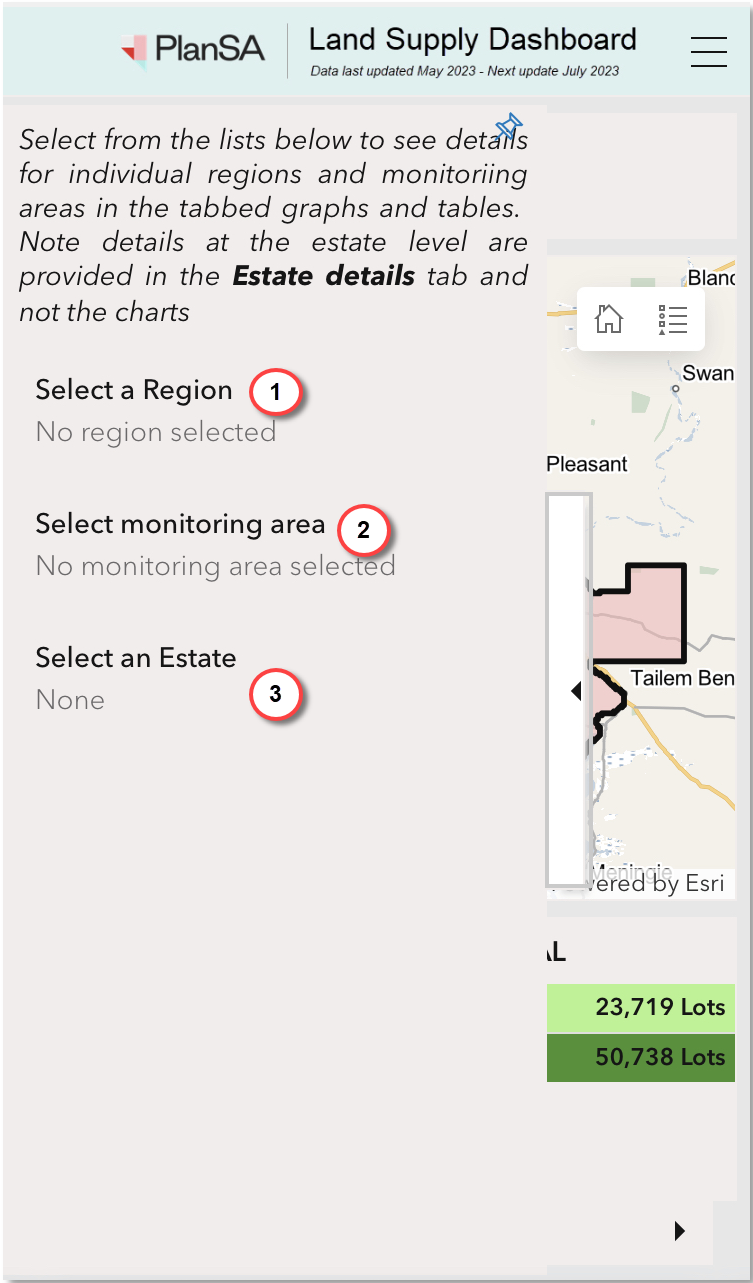 PlanSA
Land Supply Dashboard
Data last updated May 2023 - Next update July 2023
Select from the lists below to see details
for individual regions and monitoriing
areas in the tabbed graphs and tables.
Note details at the estate level are
provided in the Estate details tab and
not the charts
Select a Region
1
No region selected
Select monitoring area
2
No monitoring area selected
Select an Estate
3
None
Blanc
Swan
Pleasant
Tailem Ben
Meningie
ered by Esri
AL
23,719 Lots
50,738 Lots